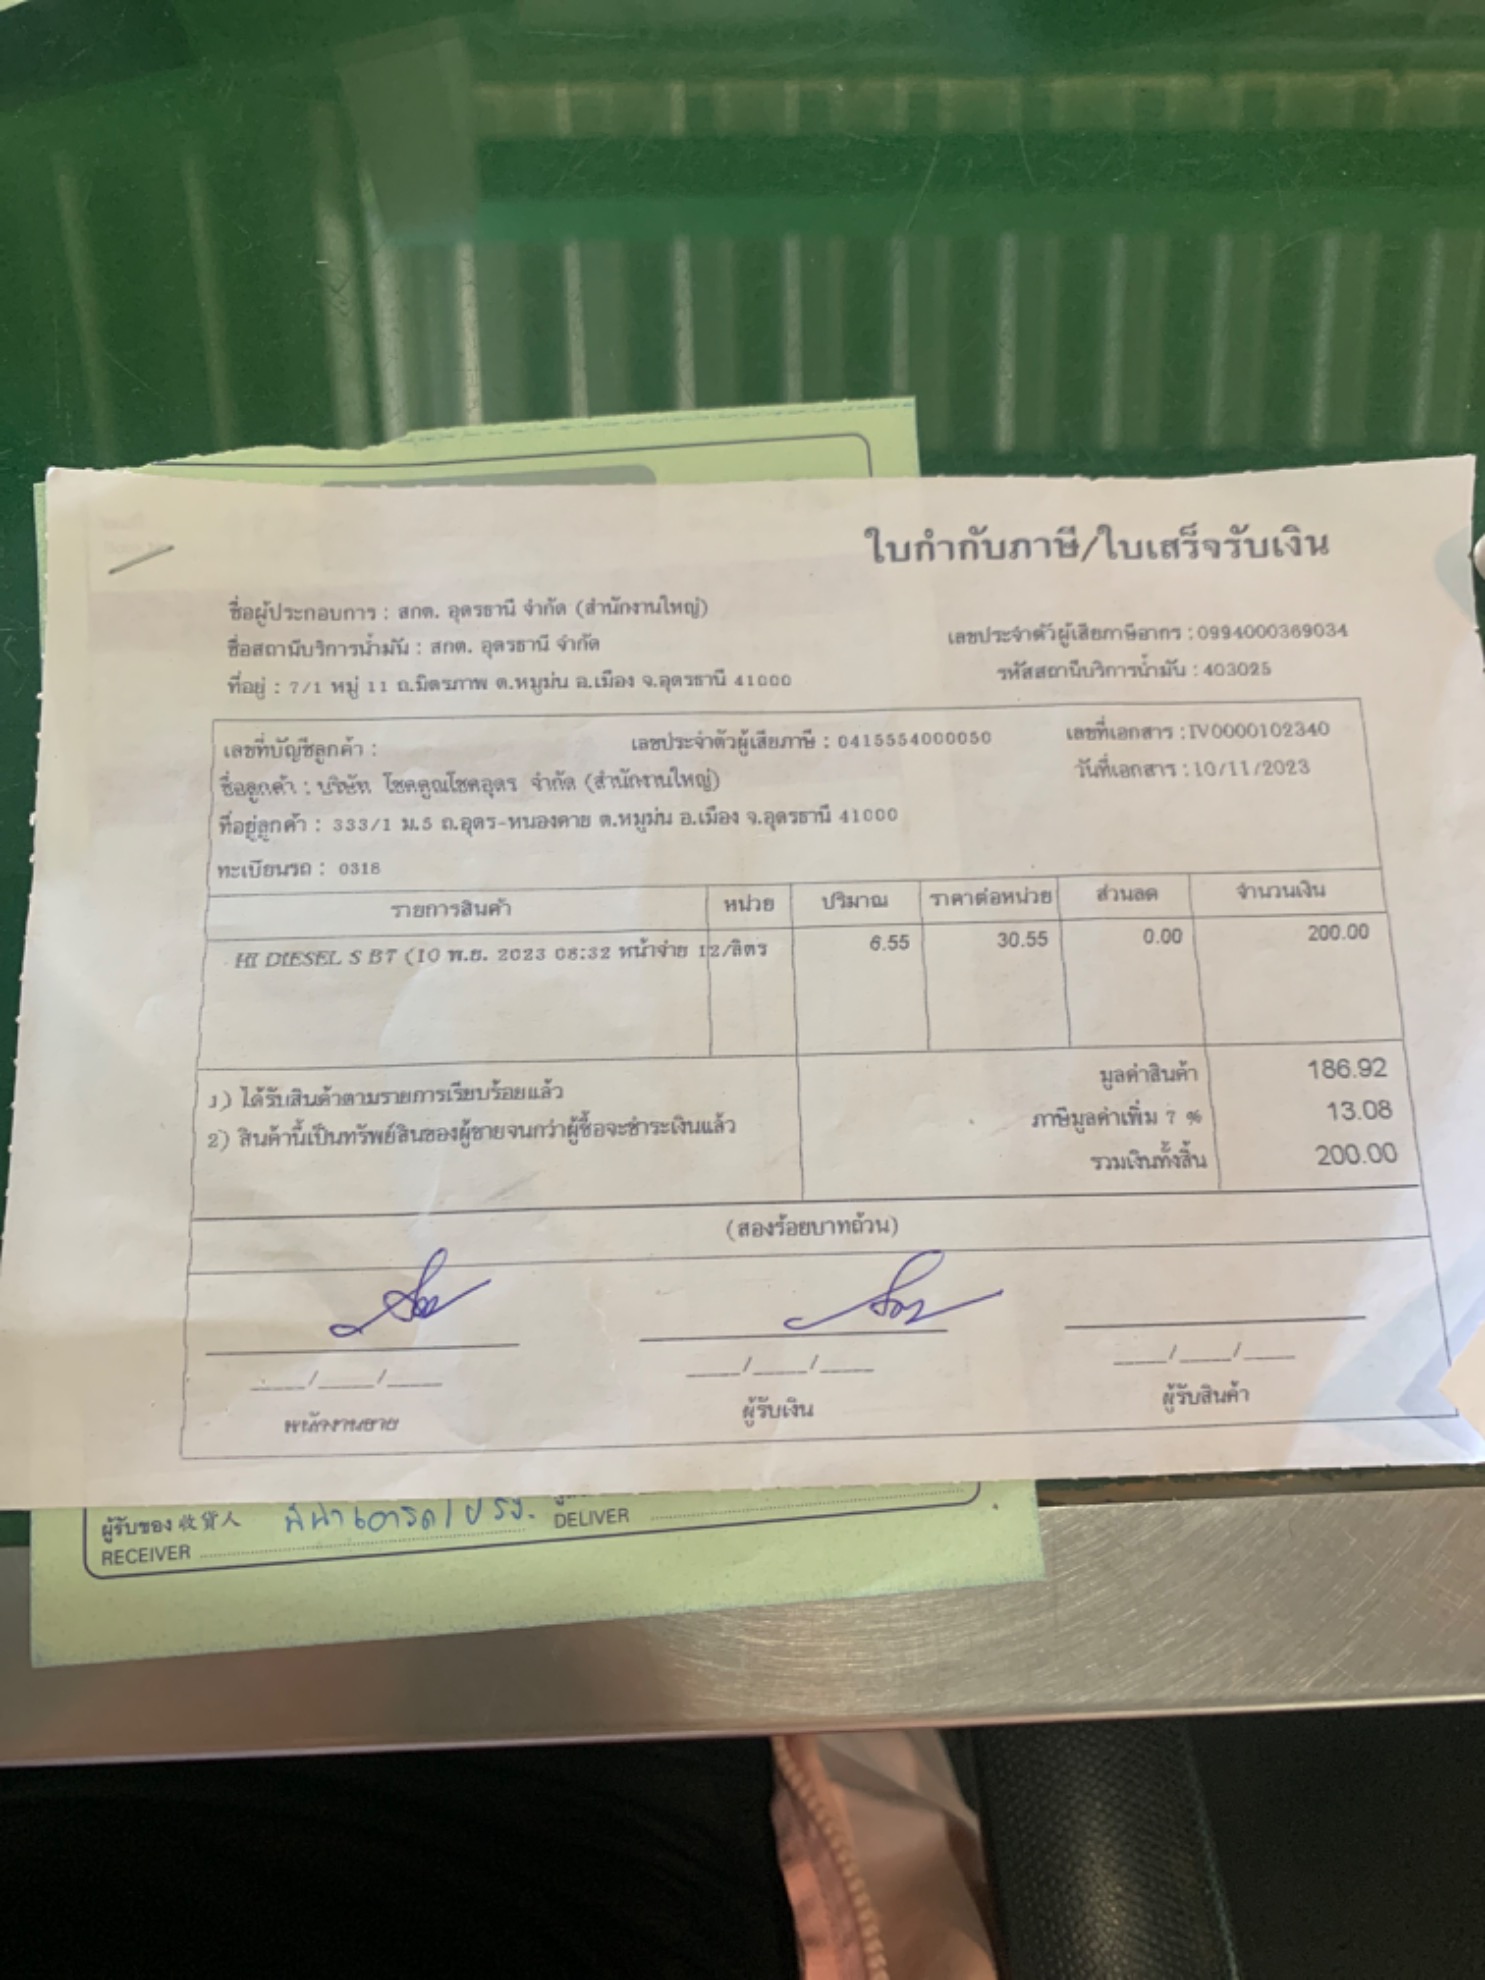 ใบกำกับภาษี/ใบเสร็จรับเงิน
ชื่อผู้ประกอบการ : สกต. อุดรธานี จำกัด (สำนักงานใหญ่)
ชื่อสถานีบริการน้ำมัน : สกต. อุดรธานี จำกัด
เลขประจำตัวผู้เสียภาษีอากร : 0994000369034
ที่อยู่ : 7/1 หมู่ 11 ถ.มิตรภาพ ต.หมูม่น อ.เมือง จ.อุดรธานี 41000
รหัสสถานีบริการน้ำมัน : 403025
เลขที่บัญชีลูกค้า : เลขประจำตัวผู้เสียภาษี : 0415554000050 เลขที่เอกสาร : IV0000102340
ชื่อลูกค้า : บริษัท โชคคูณโชคอุดร จำกัด (สำนักงานใหญ่) วันที่เอกสาร : 10/11/2023
ที่อยู่ลูกค้า : 333/1 ม.5 ถ.อุดร-หนองคาย ต.หมูม่น อ.เมือง จ.อุดรธานี 41000
ทะเบียนรถ : 0318
รายการสินค้า หน่วย ปริมาณ ราคาต่อหน่วย ส่วนลด จำนวนเงิน
HI DIESEL S B7 (10 พ.ย. 2023 08:32 หน้าจ่าย 12/ลิตร 6.55 30.55 0.00 200.00
1) ได้รับสินค้าตามรายการเรียบร้อยแล้ว
2) สินค้านี้เป็นทรัพย์สินของผู้ขายจนกว่าผู้ซื้อจะชำระเงินแล้ว
มูลค่าสินค้า 186.92
ภาษีมูลค่าเพิ่ม 7 % 13.08
รวมเงินทั้งสิ้น 200.00
(สองร้อยบาทถ้วน)
____/____/____ ____/____/____ ____/____/____
พนักงานขาย ผู้รับเงิน ผู้รับสินค้า
ผู้รับของ 收貨人
RECEIVER DELIVER